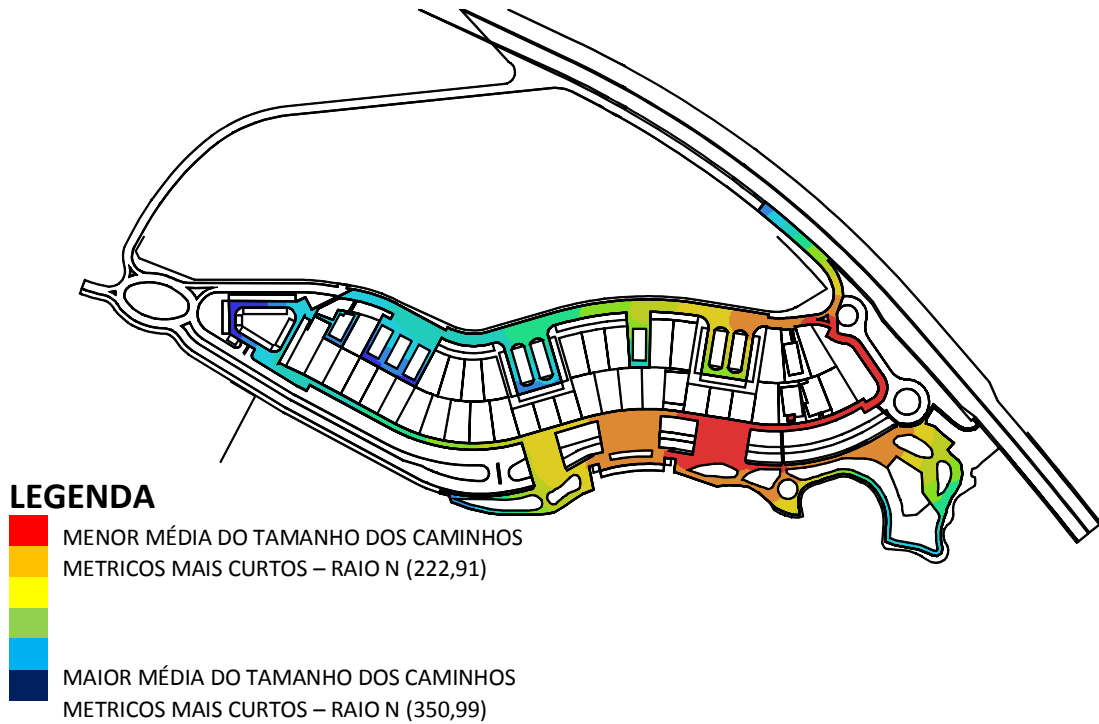 LEGENDA
MENOR MÉDIA DO TAMANHO DOS CAMINHOS
METRICOS MAIS CURTOS – RAIO N (222,91)
MAIOR MÉDIA DO TAMANHO DOS CAMINHOS
METRICOS MAIS CURTOS – RAIO N (350,99)